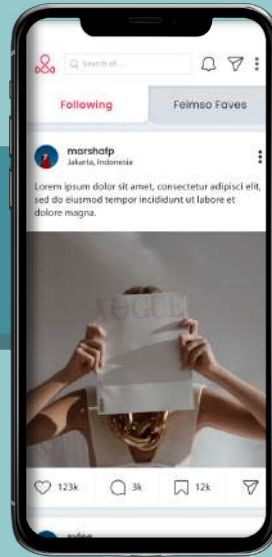 Search all...
Following
Feimso Faves
marshafp
Jakarta, Indonesia
Lorem ipsum dolor sit amet, consectetur adipisci elit,
sed do eiusmod tempor incididunt ut labore et
dolore magna.
VOGUE
123k
3k
12k